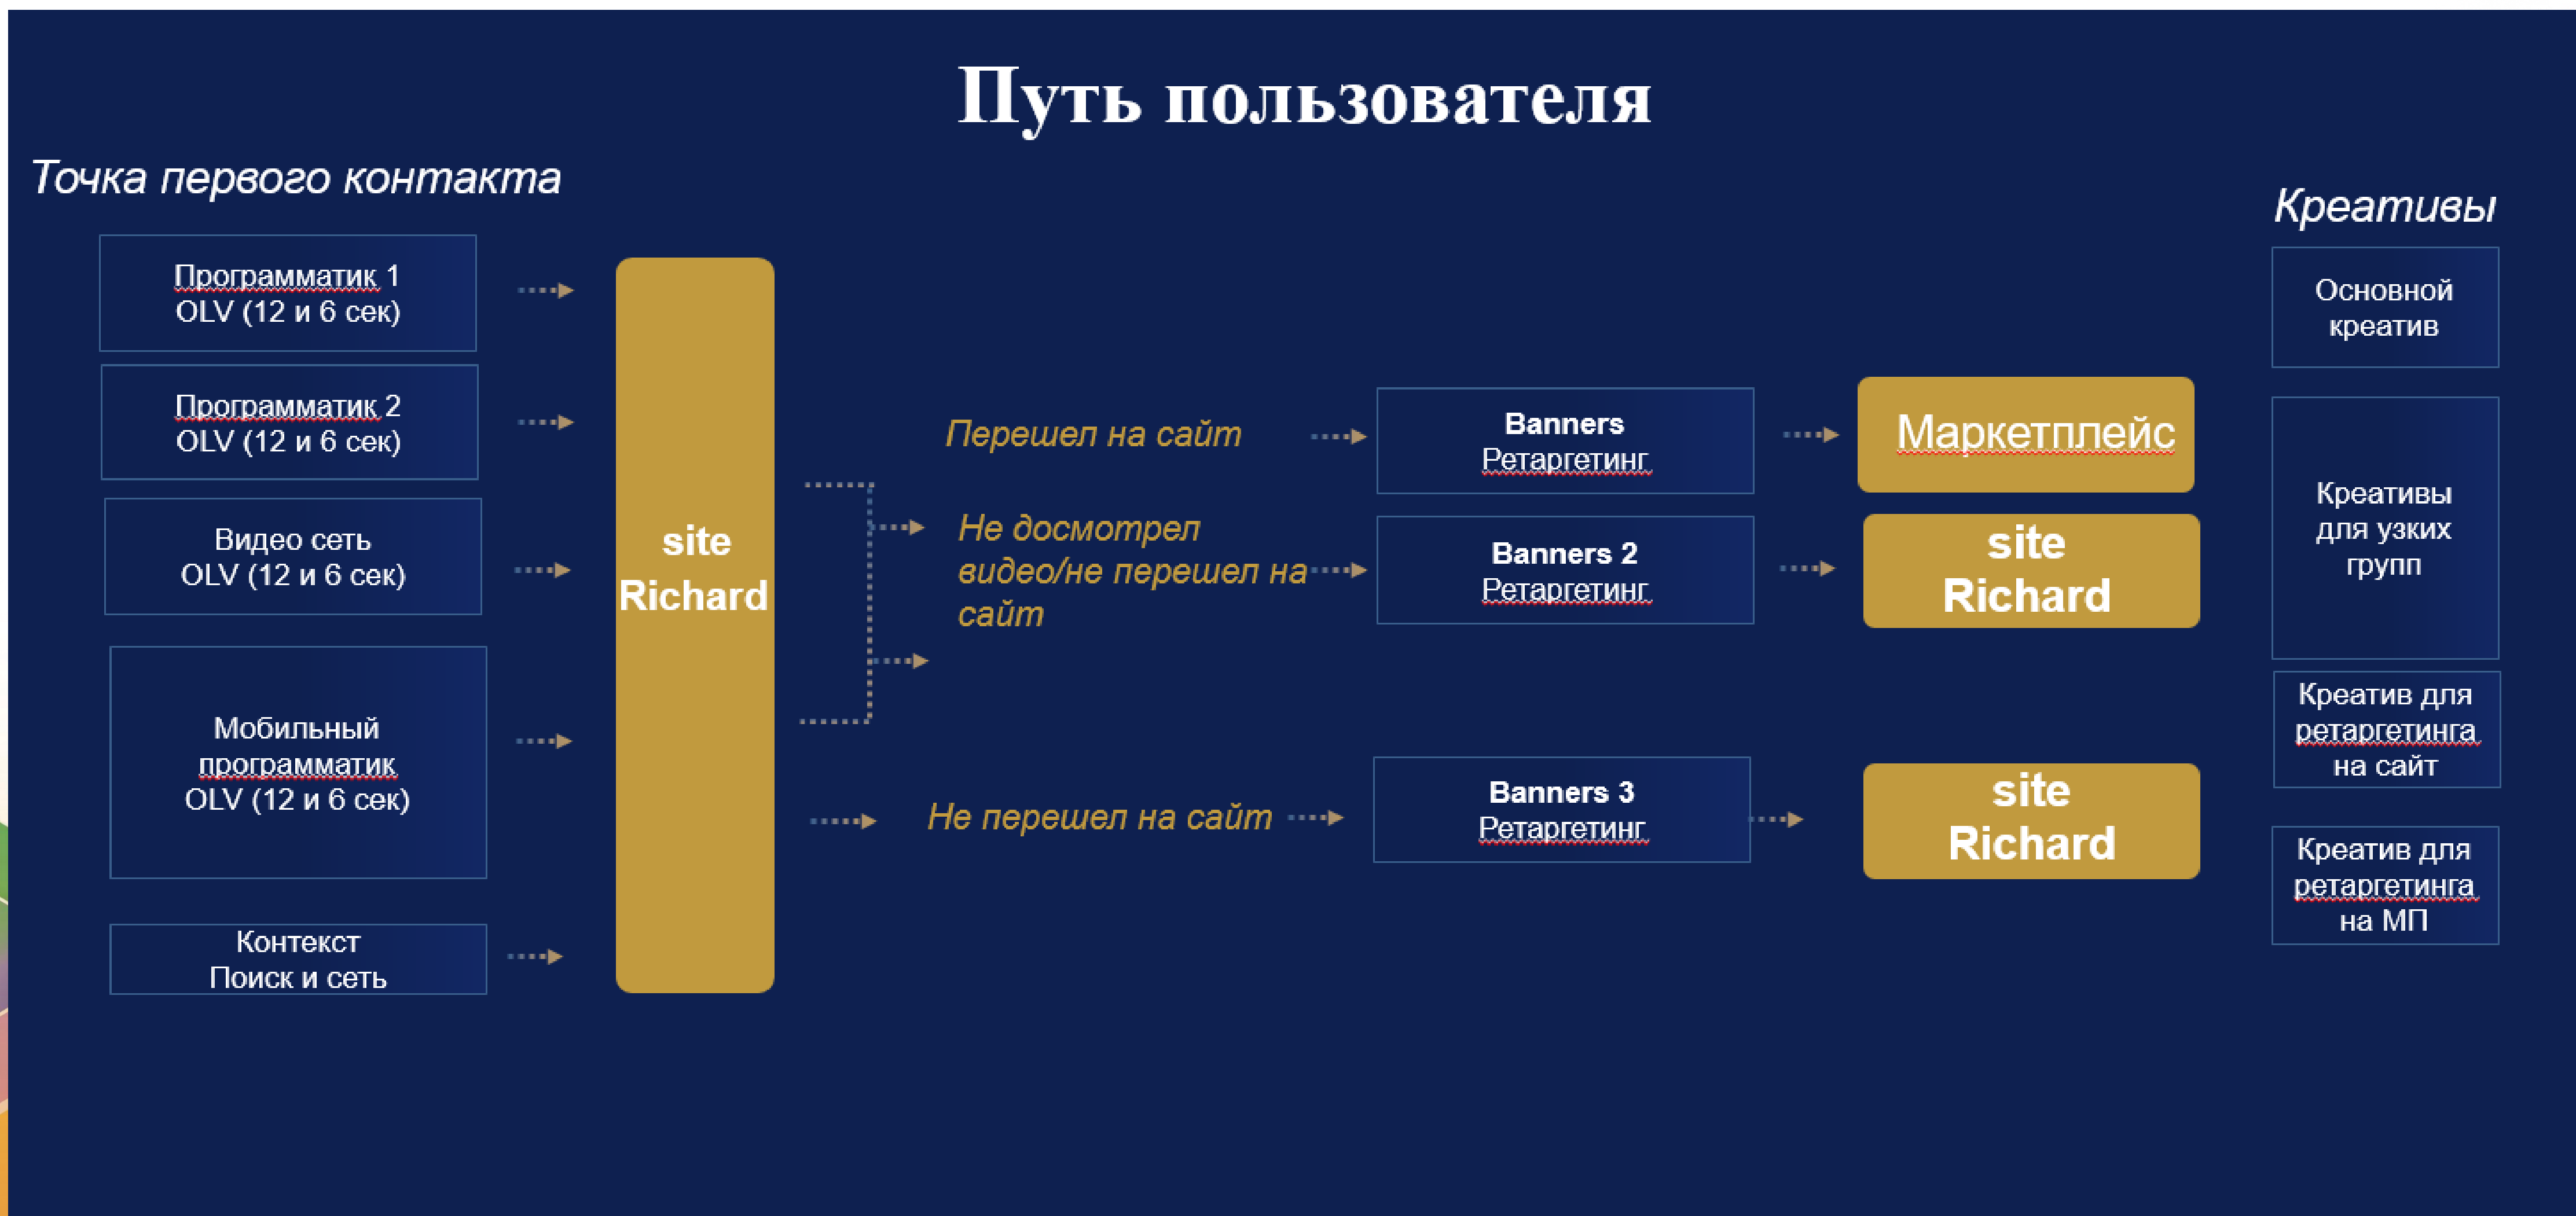 Путь пользователя
Точка первого контакта
Программатик 1
OLV (12 и 6 сек)
Программатик 2
OLV (12 и 6 сек)
Видео сеть
OLV (12 и 6 сек)
Мобильный
программатик
OLV (12 и 6 сек)
Контекст
Поиск и сеть
site
Richard
Перешел на сайт
Banners
Ретаргетинг
Маркетплейс
Не досмотрел
видео/не перешел на
сайт
Banners 2
Ретаргетинг
site
Richard
Не перешел на сайт
Banners 3
Ретаргетинг
site
Richard
Креативы
Основной
креатив
Креативы
для узких
групп
Креатив для
ретаргетинга
на сайт
Креатив для
ретаргетинга
на МП